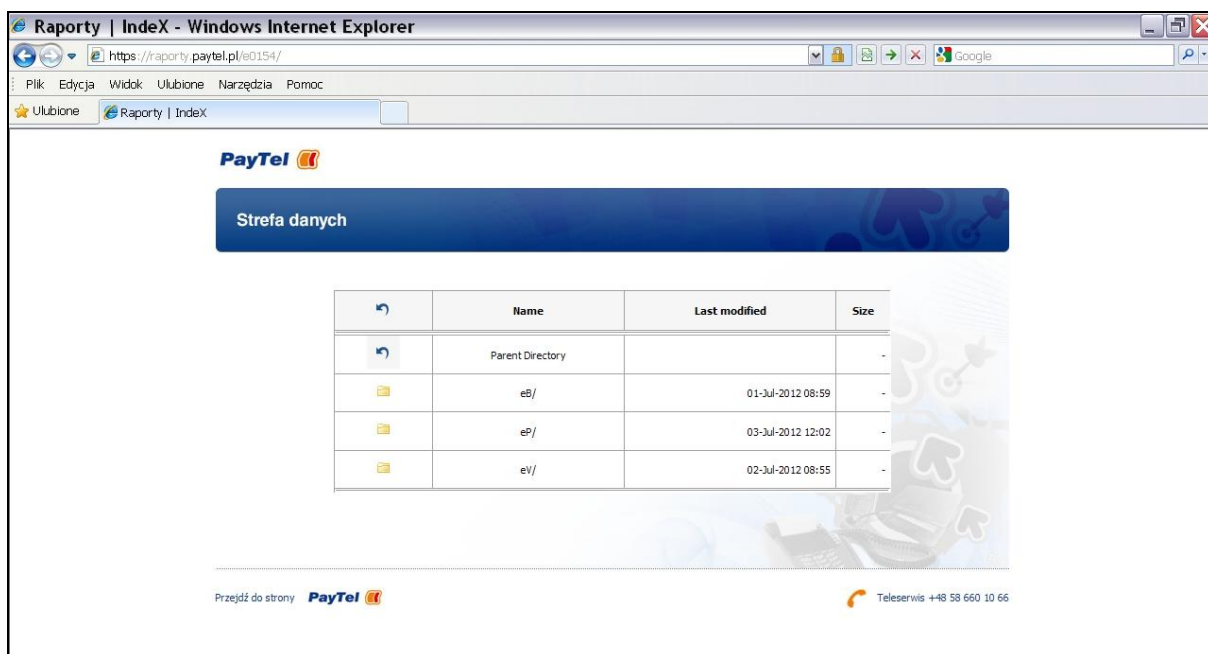 Raporty | IndeX - Windows Internet Explorer
https://raporty.paytel.pl/e0154/
Google
Plik Edycja Widok Ulubione Narzędzia Pomoc
Ulubione Raporty | IndeX
PayTel
Strefa danych
Name Last modified Size
Parent Directory -
eB/ 01-Jul-2012 08:59 -
eP/ 03-Jul-2012 12:02 -
eV/ 02-Jul-2012 08:55 -
Przejdź do strony PayTel Teleserwis +48 58 660 10 66